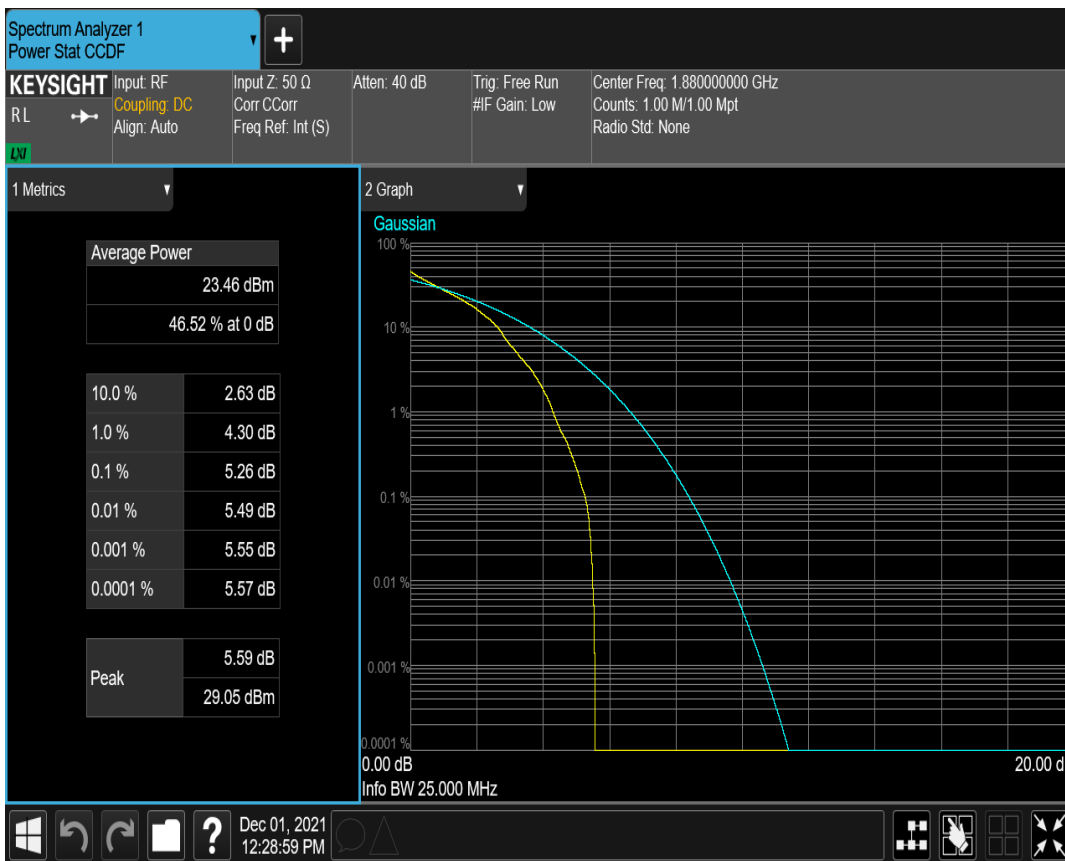 Spectrum Analyzer 1
Power Stat CCDF
+
KEYSIGHT
R L
LXI
Input: RF
Coupling: DC
Align: Auto
Input Z: 50 Ω
Corr CCorr
Freq Ref: Int (S)
Atten: 40 dB
Trig: Free Run
#IF Gain: Low
Center Freq: 1.880000000 GHz
Counts: 1.00 M/1.00 Mpt
Radio Std: None
1 Metrics
Average Power
23.46 dBm
46.52 % at 0 dB
10.0 % 2.63 dB
1.0 % 4.30 dB
0.1 % 5.26 dB
0.01 % 5.49 dB
0.001 % 5.55 dB
0.0001 % 5.57 dB
Peak
5.59 dB
29.05 dBm
2 Graph
Gaussian
100 %
10 %
1 %
0.1 %
0.01 %
0.001 %
0.0001 %
0.00 dB
20.00 d
Info BW 25.000 MHz
?
Dec 01, 2021
12:28:59 PM